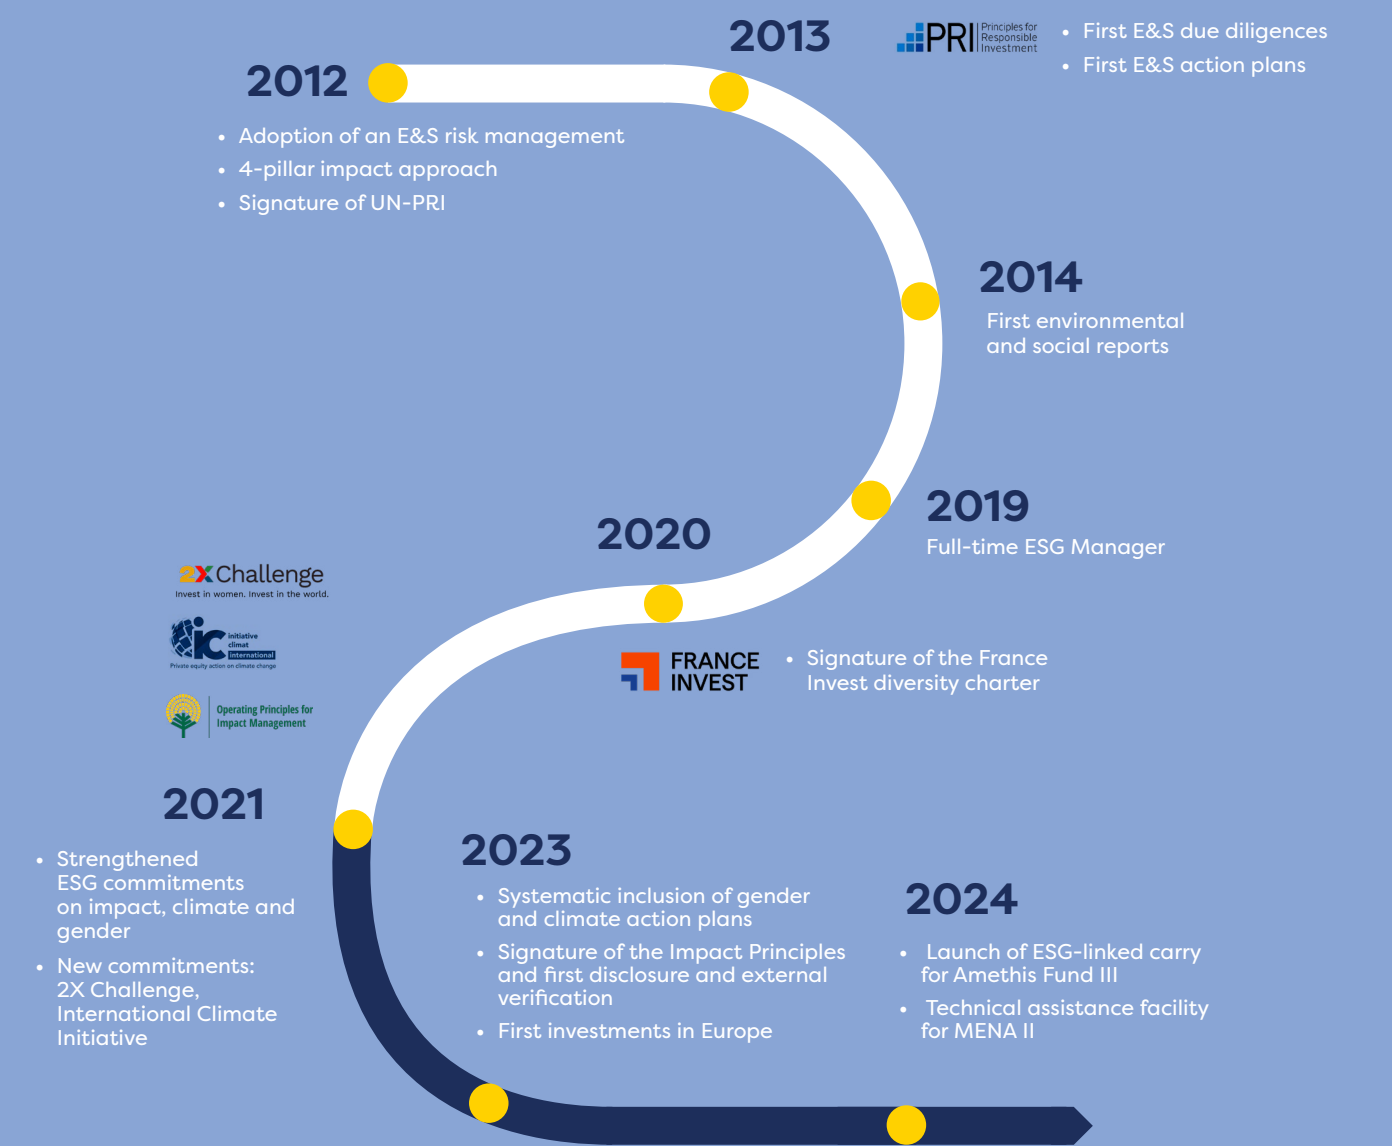 2012
• Adoption of an E&S risk management
• 4-pillar impact approach
• Signature of UN-PRI
2013
PRI Principles for
Responsible
Investment
• First E&S due diligences
• First E&S action plans
2014
First environmental
and social reports
2019
Full-time ESG Manager
2020
FRANCE
INVEST
• Signature of the France
Invest diversity charter
2X Challenge
Invest in women. Invest in the world.
iC initiative
climat
international
Private equity action on climate change
Operating Principles for
Impact Management
2021
• Strengthened
ESG commitments
on impact, climate and
gender
• New commitments:
2X Challenge,
International Climate
Initiative
2023
• Systematic inclusion of gender
and climate action plans
• Signature of the Impact Principles
and first disclosure and external
verification
• First investments in Europe
2024
• Launch of ESG-linked carry
for Amethis Fund III
• Technical assistance facility
for MENA II